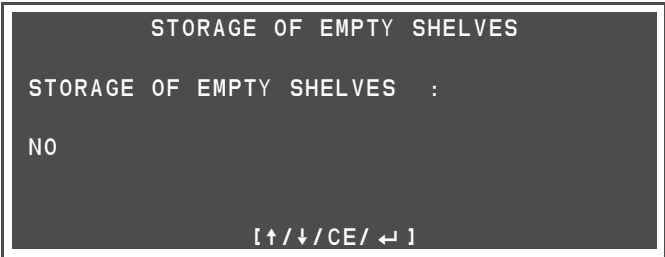 STORAGE OF EMPTY SHELVES
STORAGE OF EMPTY SHELVES :
NO
[↑/↓/CE/↵]